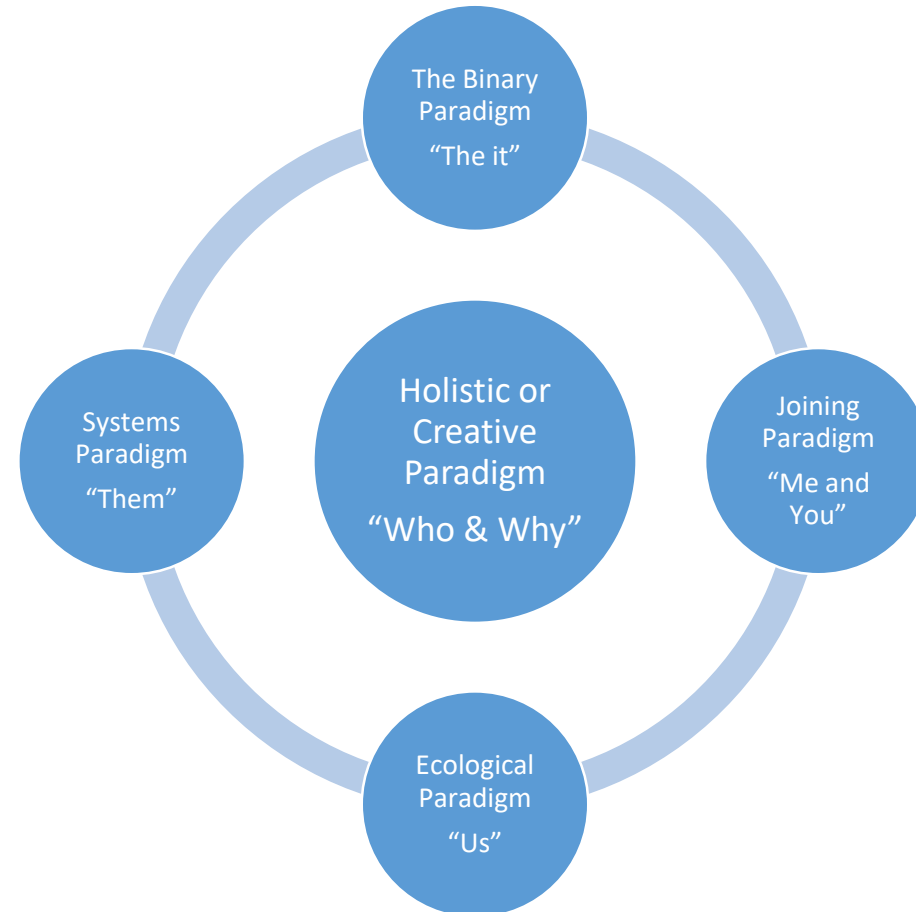 The Binary
Paradigm
“The it”
Systems
Paradigm
“Them”
Holistic or
Creative
Paradigm
“Who & Why”
Joining
Paradigm
“Me and
You”
Ecological
Paradigm
“Us”